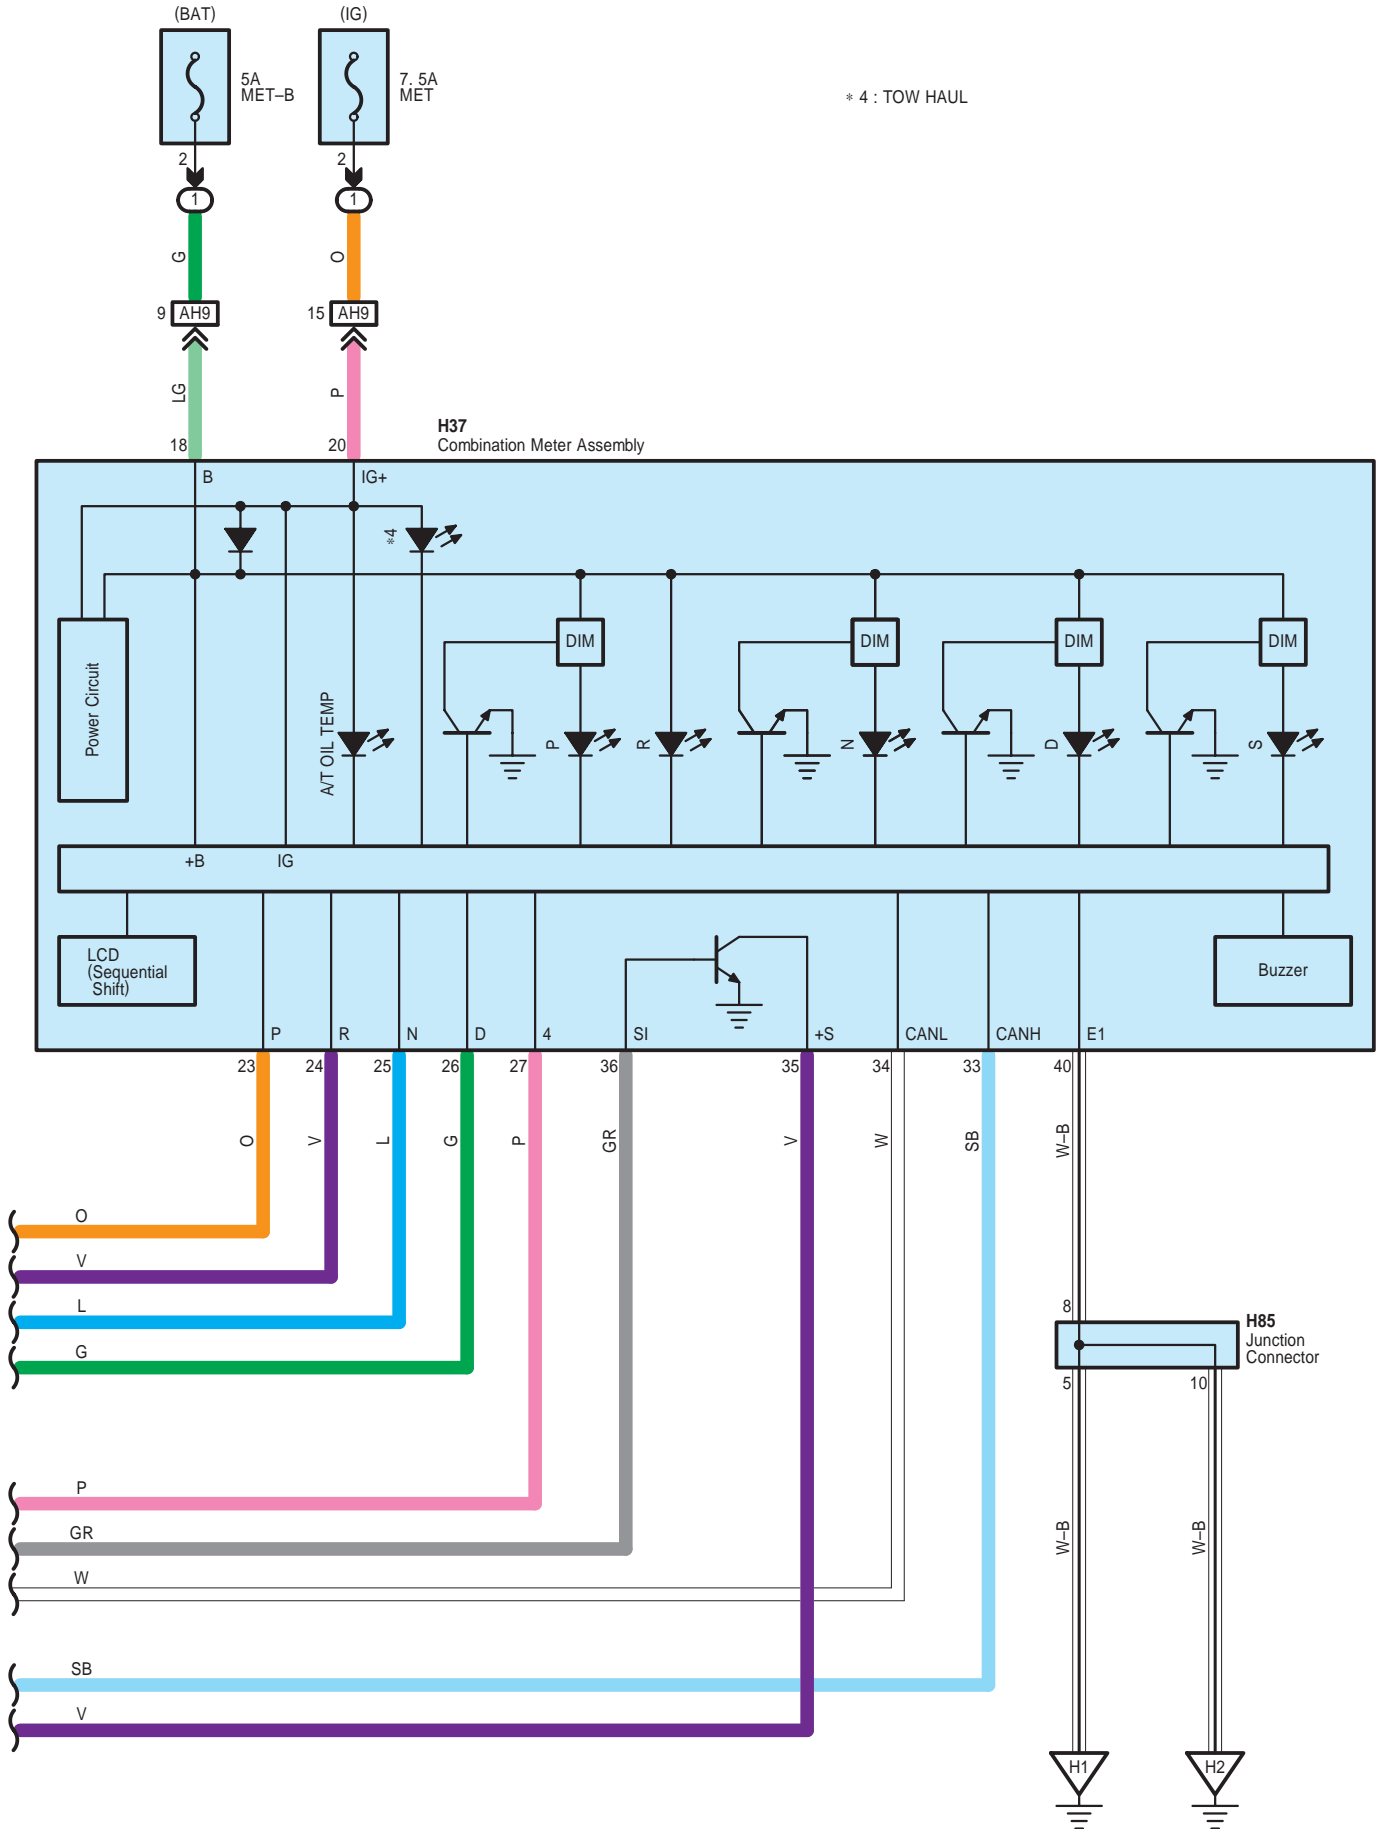 (BAT)
(IG)
5A
MET–B
7. 5A
MET
* 4 : TOW HAUL
2
2
1
1
G
O
9
AH9
15
AH9
LG
P
H37
Combination Meter Assembly
18
20
B
IG+
*4
Power Circuit
A/T OIL TEMP
DIM
DIM
DIM
DIM
P
R
N
D
S
+B
IG
LCD
(Sequential
Shift)
Buzzer
P
R
N
D
4
SI
+S
CANL
CANH
E1
23
24
25
26
27
36
35
34
33
40
O
V
L
G
P
GR
V
W
SB
W–B
O
V
L
G
8
H85
Junction
Connector
5
10
P
GR
W
W–B
W–B
SB
V
H1
H2